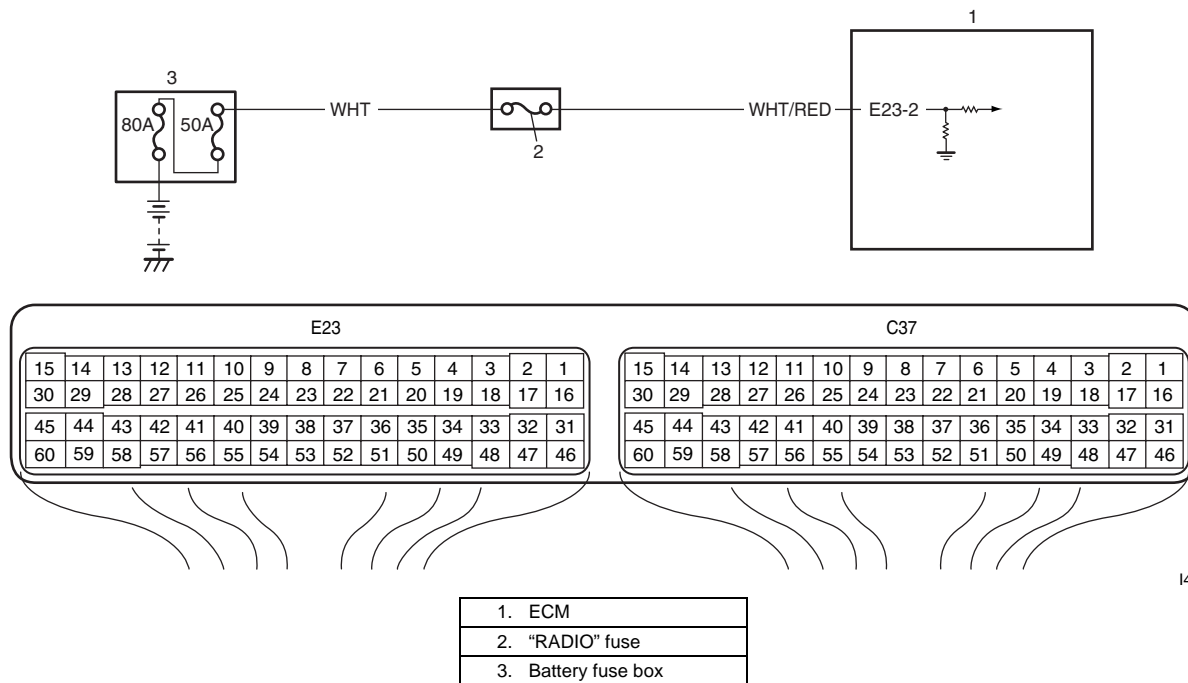 1
3
80A 50A WHT WHT/RED E23-2
2
E23 C37
15 14 13 12 11 10 9 8 7 6 5 4 3 2 1 15 14 13 12 11 10 9 8 7 6 5 4 3 2 1
30 29 28 27 26 25 24 23 22 21 20 19 18 17 16 30 29 28 27 26 25 24 23 22 21 20 19 18 17 16
45 44 43 42 41 40 39 38 37 36 35 34 33 32 31 45 44 43 42 41 40 39 38 37 36 35 34 33 32 31
60 59 58 57 56 55 54 53 52 51 50 49 48 47 46 60 59 58 57 56 55 54 53 52 51 50 49 48 47 46
I4
1. ECM
2. “RADIO” fuse
3. Battery fuse box